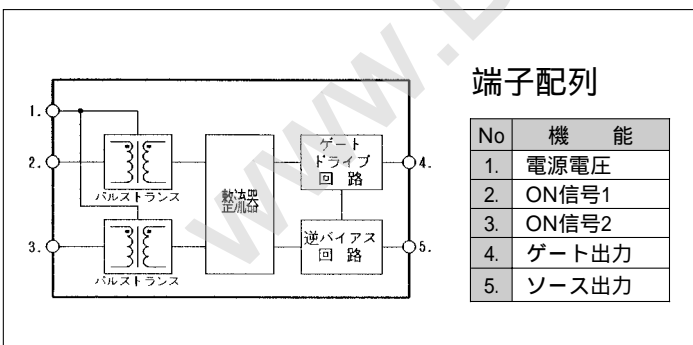 端子配列
1.
2.
3.
4.
5.
パルストランス
パルストランス
整流器
ゲート
ドライブ
回 路
逆バイアス
回 路
No 機 能
1. 電源電圧
2. ON信号1
3. ON信号2
4. ゲート出力
5. ソース出力